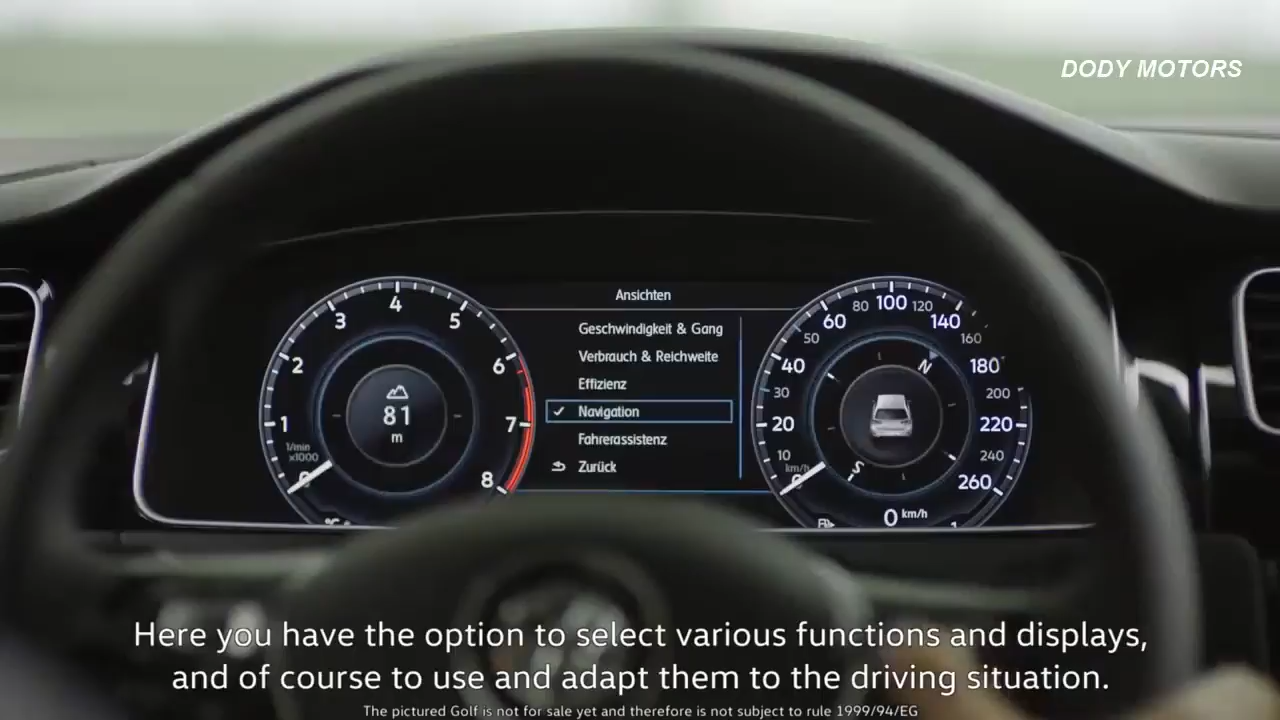 DODY MOTORS
Ansichten
Geschwindigkeit & Gang
Verbrauch & Reichweite
Effizienz
Navigation
Fahrerassistenz
Zurück
1 2 3 4 5 6 7 8
1/min
x1000
81
m
10 20 30 40 50 60 80 100 120 140 160 180 200 220 240 260
km/h
N
S
0 km/h
Here you have the option to select various functions and displays,
and of course to use and adapt them to the driving situation.
The pictured Golf is not for sale yet and therefore is not subject to rule 1999/94/EG